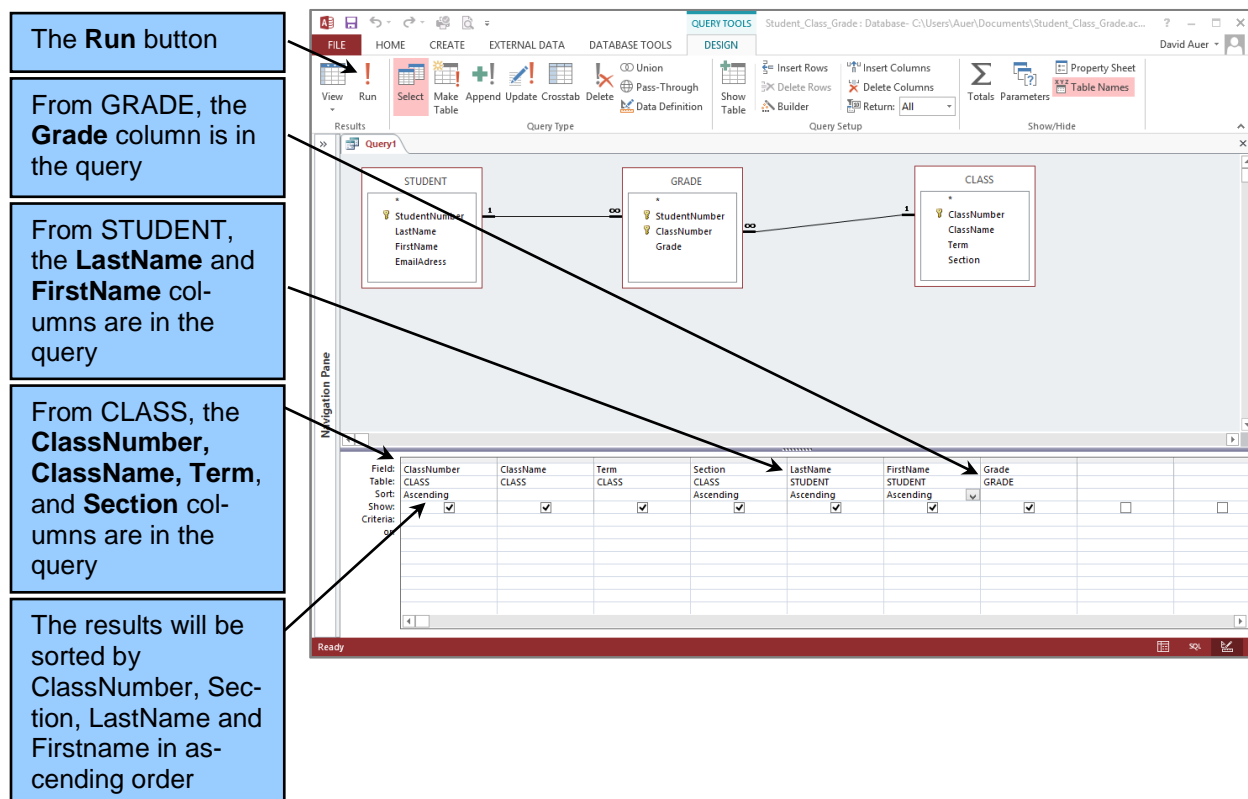 The Run button
From GRADE, the
Grade column is in
the query
From STUDENT,
the LastName and
FirstName col-
umns are in the
query
From CLASS, the
ClassNumber,
ClassName, Term,
and Section col-
umns are in the
query
The results will be
sorted by
ClassNumber, Sec-
tion, LastName and
Firstname in as-
cending order
QUERY TOOLS Student_Class_Grade : Database- C:\Users\Auer\Documents\Student_Class_Grade.ac... ?
FILE HOME CREATE EXTERNAL DATA DATABASE TOOLS DESIGN David Auer
View Run Select Make Table Append Update Crosstab Delete
Union
Pass-Through
Data Definition
Show Table
Insert Rows
Delete Rows
Builder
Insert Columns
Delete Columns
Return: All
Totals Parameters
Property Sheet
Table Names
Results Query Type Query Setup Show/Hide
Query1
Navigation Pane
STUDENT
*
StudentNumber
LastName
FirstName
EmailAdress
1 ∞
GRADE
*
StudentNumber
ClassNumber
Grade
∞ 1
CLASS
*
ClassNumber
ClassName
Term
Section
Field: ClassNumber ClassName Term Section LastName FirstName Grade
Table: CLASS CLASS CLASS CLASS STUDENT STUDENT GRADE
Sort: Ascending Ascending Ascending Ascending
Show:
Criteria:
or:
Ready SQL